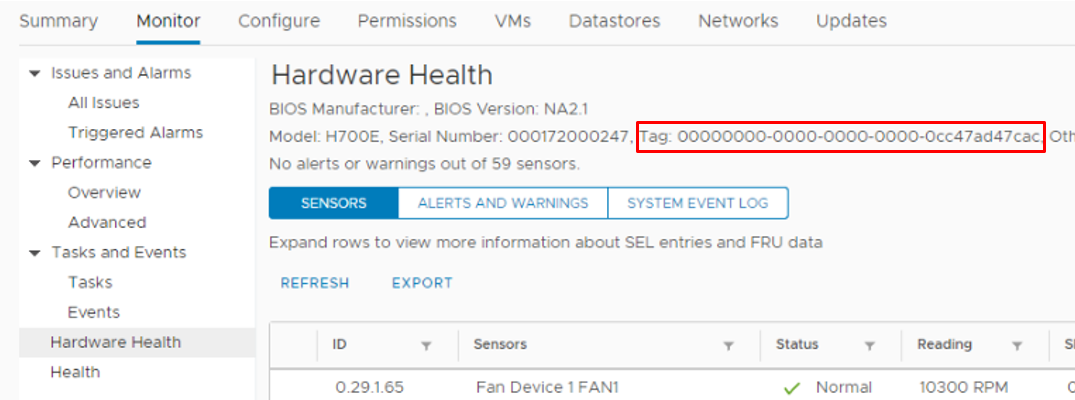 Summary Monitor Configure Permissions VMs Datastores Networks Updates
Issues and Alarms
All Issues
Triggered Alarms
Performance
Overview
Advanced
Tasks and Events
Tasks
Events
Hardware Health
Health
Hardware Health
BIOS Manufacturer: , BIOS Version: NA2.1
Model: H700E, Serial Number: 000172000247, Tag: 00000000-0000-0000-0000-0cc47ad47cac, Oth
No alerts or warnings out of 59 sensors.
SENSORS ALERTS AND WARNINGS SYSTEM EVENT LOG
Expand rows to view more information about SEL entries and FRU data
REFRESH EXPORT
ID Sensors Status Reading
0.29.1.65 Fan Device 1 FAN1 Normal 10300 RPM